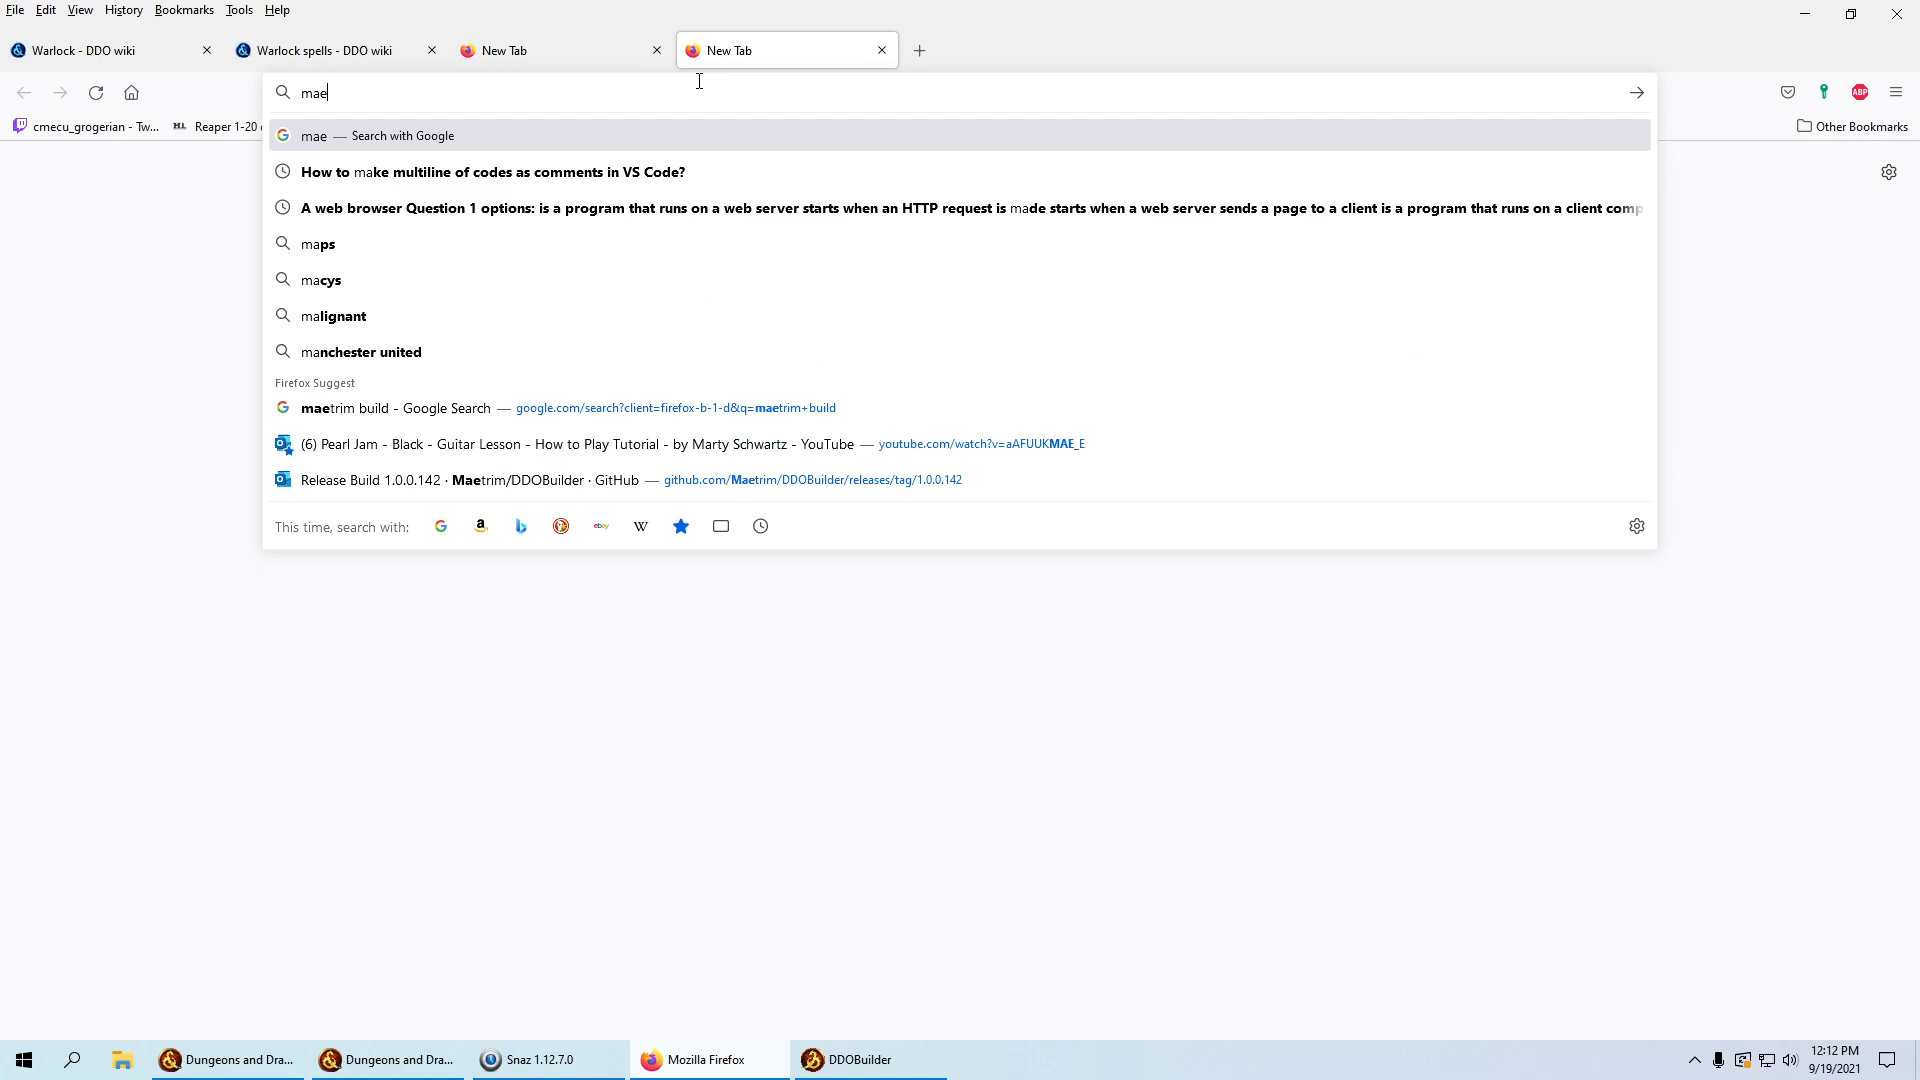 File Edit View History Bookmarks Tools Help
Warlock - DDO wiki
Warlock spells - DDO wiki
New Tab
New Tab
mae
ABP
cmecu_grogerian - Tw...
HL Reaper 1-20
Other Bookmarks
mae — Search with Google
How to make multiline of codes as comments in VS Code?
A web browser Question 1 options: is a program that runs on a web server starts when an HTTP request is made starts when a web server sends a page to a client is a program that runs on a client comp
maps
macys
malignant
manchester united
Firefox Suggest
maetrim build - Google Search — google.com/search?client=firefox-b-1-d&q=maetrim+build
(6) Pearl Jam - Black - Guitar Lesson - How to Play Tutorial - by Marty Schwartz - YouTube — youtube.com/watch?v=aAFUUKMAE_E
Release Build 1.0.0.142 · Maetrim/DDOBuilder · GitHub — github.com/Maetrim/DDOBuilder/releases/tag/1.0.0.142
This time, search with:
Dungeons and Dra...
Dungeons and Dra...
Snaz 1.12.7.0
Mozilla Firefox
DDOBuilder
12:12 PM
9/19/2021